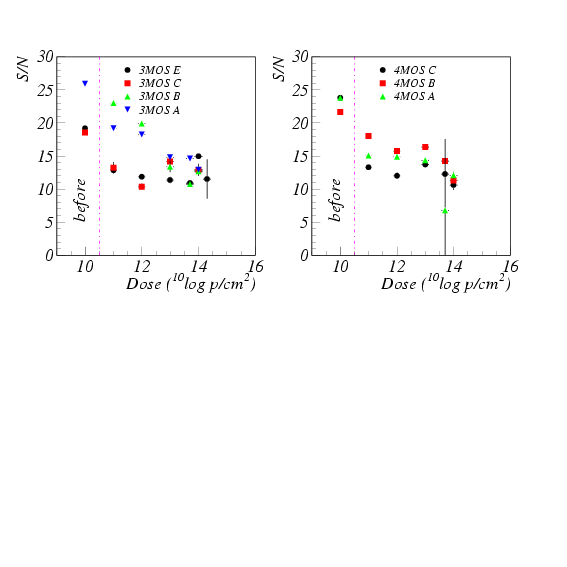 S/N
30
25
20
15
10
5
0
3MOS E
3MOS C
3MOS B
3MOS A
before
10 12 14 16
Dose (¹⁰log p/cm²)
S/N
30
25
20
15
10
5
0
4MOS C
4MOS B
4MOS A
before
10 12 14 16
Dose (¹⁰log p/cm²)